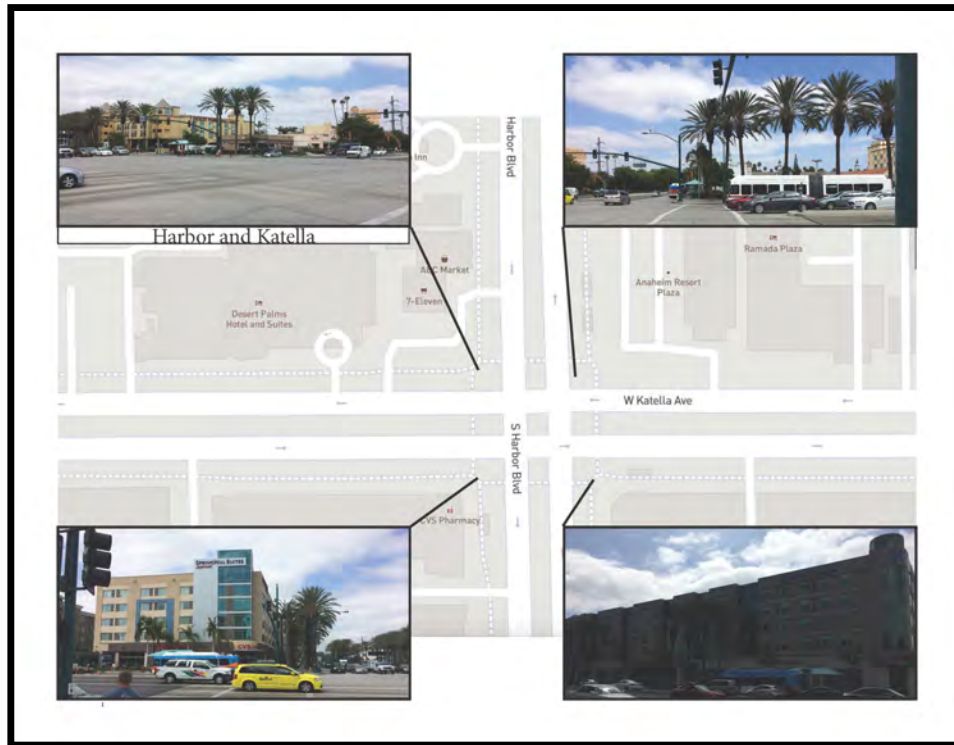 Harbor and Katella
Inn
Harbor Blvd
ABC Market
7-Eleven
Desert Palms
Hotel and Suites
Ramada Plaza
Anaheim Resort
Plaza
W Katella Ave
S Harbor Blvd
CVS Pharmacy
SPRINGHILL SUITES
CVS